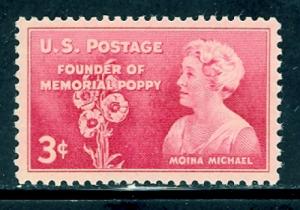 U.S. POSTAGE
FOUNDER OF
MEMORIAL POPPY
3¢
MOINA MICHAEL